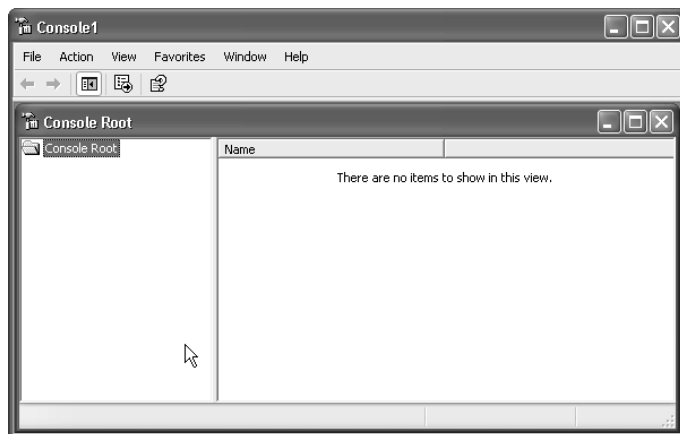 Console1
File Action View Favorites Window Help
Console Root
Console Root
Name
There are no items to show in this view.